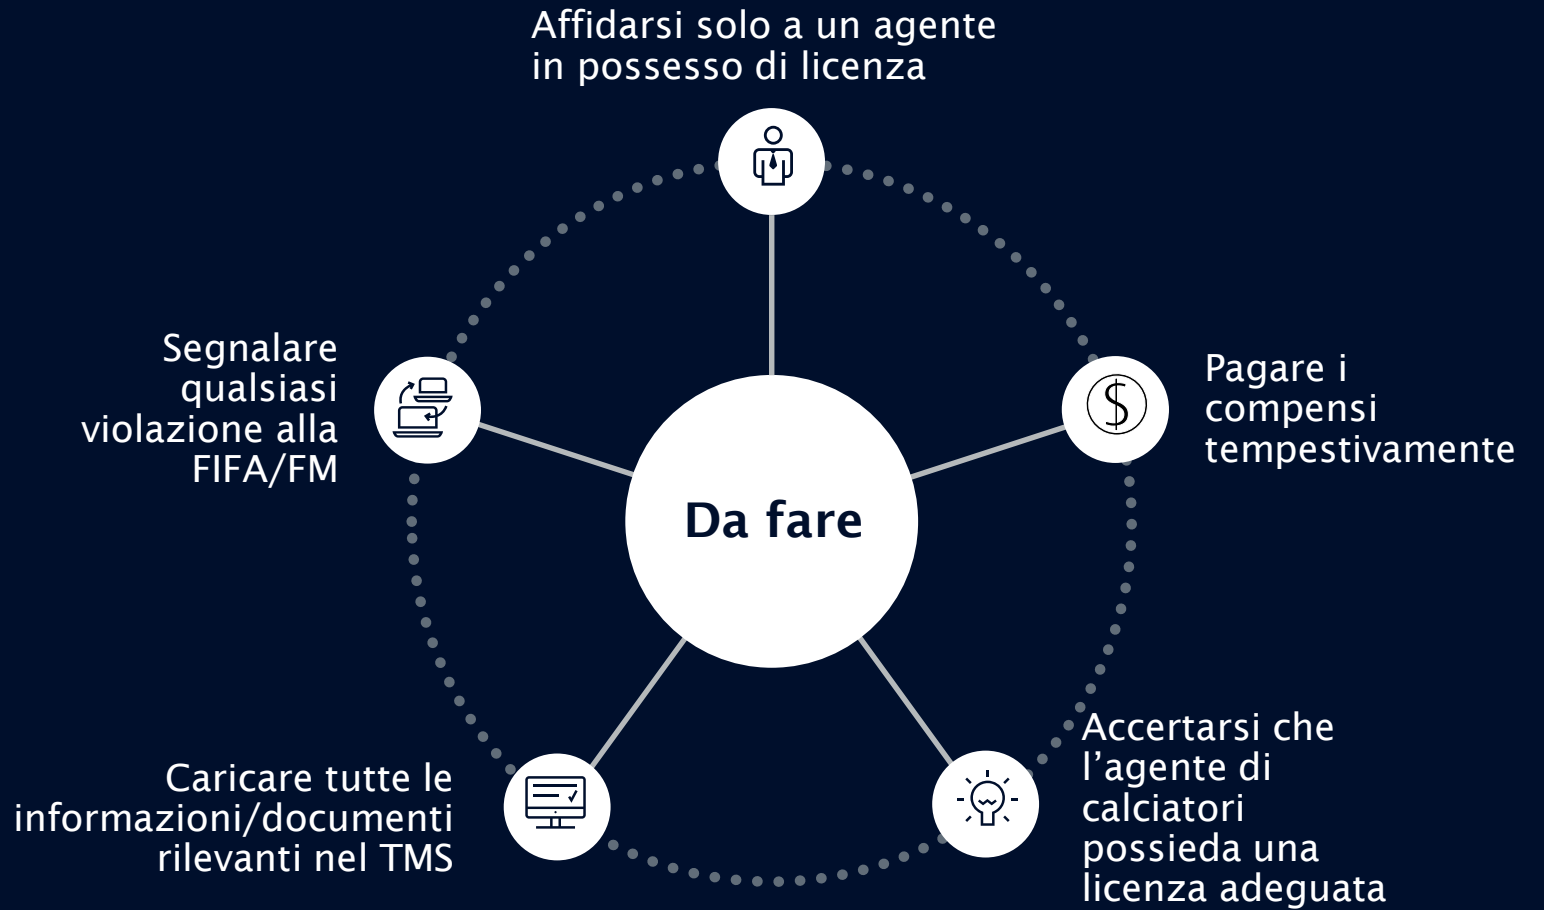 Affidarsi solo a un agente
in possesso di licenza
Segnalare
qualsiasi
violazione alla
FIFA/FM
Pagare i
compensi
tempestivamente
Da fare
Caricare tutte le
informazioni/documenti
rilevanti nel TMS
Accertarsi che
l’agente di
calciatori
possieda una
licenza adeguata